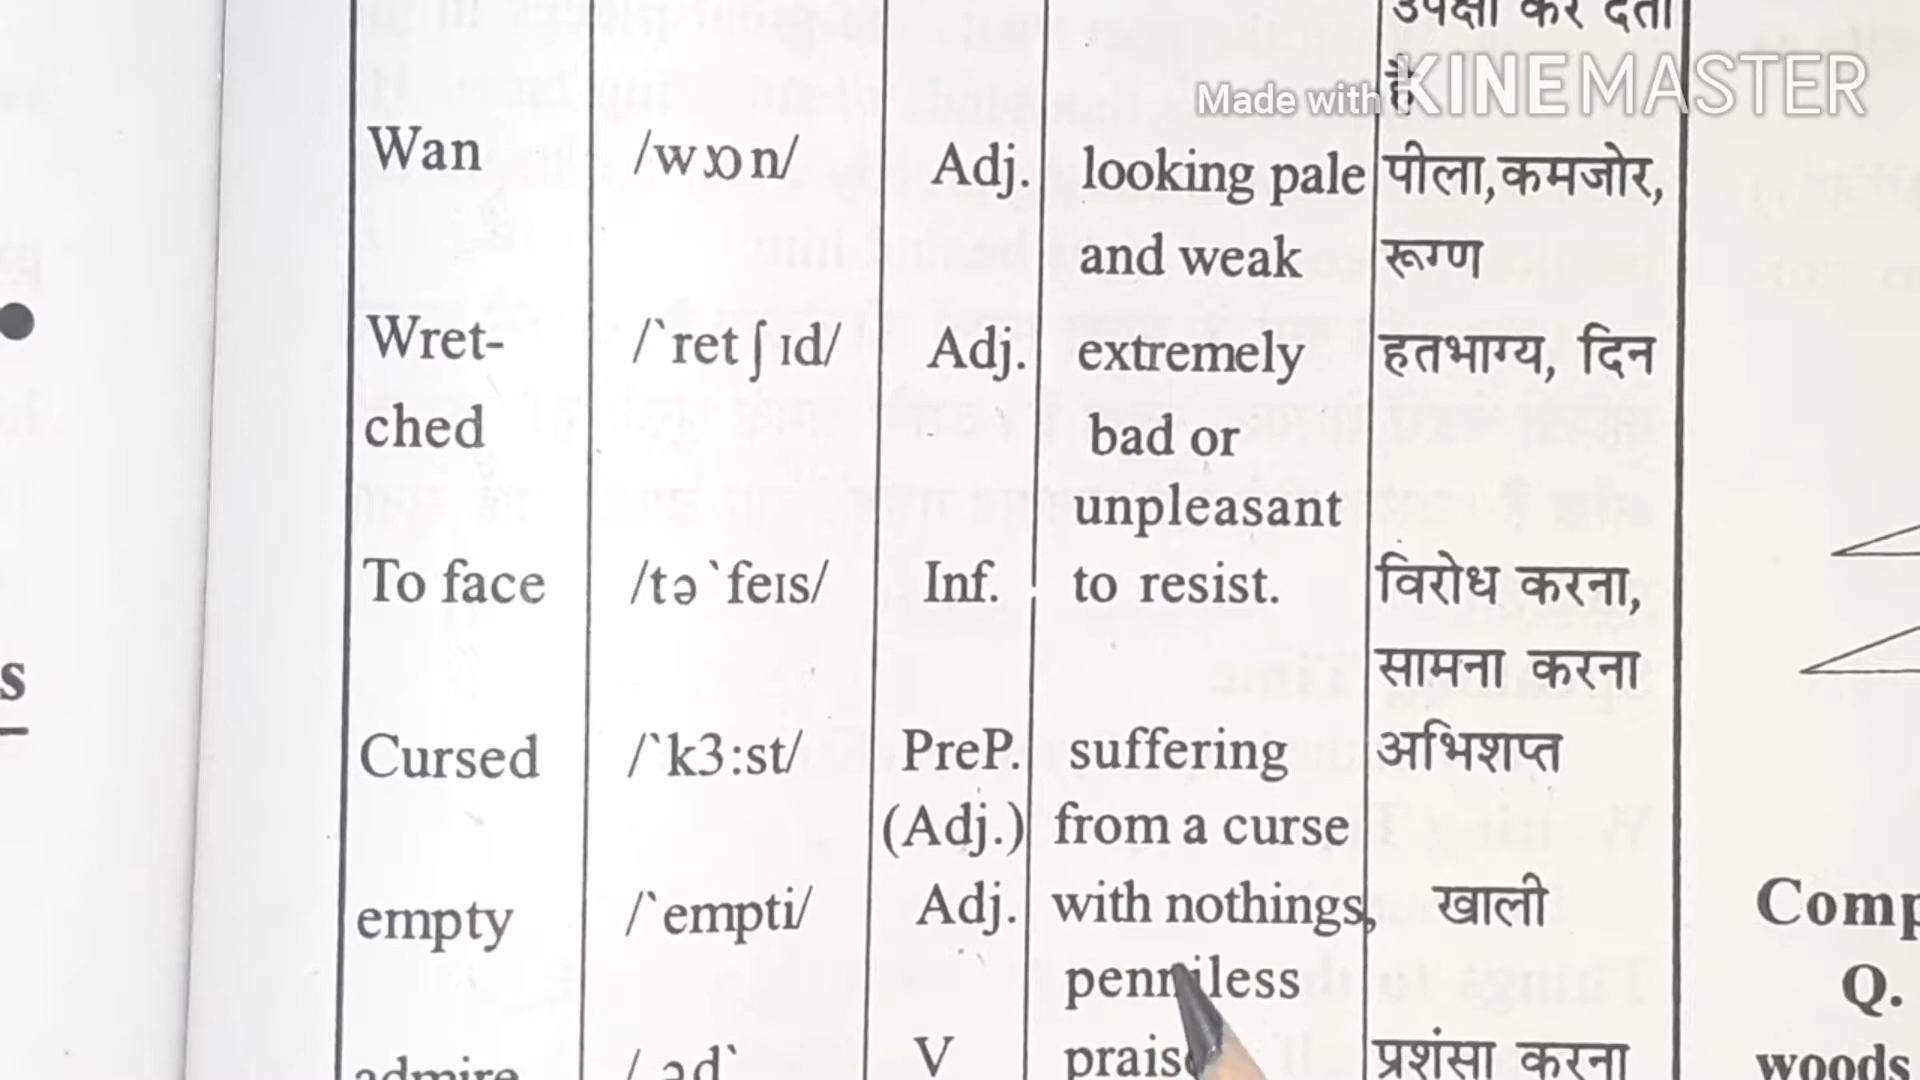 उपेक्षा कर देता
है
Made with KINEMASTER
Wan /wɒn/ Adj. looking pale पीला, कमजोर,
and weak रूग्ण
Wret- /`retʃɪd/ Adj. extremely हतभाग्य, दिन
ched bad or
unpleasant
To face /tə`feɪs/ Inf. to resist. विरोध करना,
सामना करना
Cursed /`k3:st/ PreP. suffering अभिशप्त
(Adj.) from a curse
empty /`empti/ Adj. with nothings, खाली
penniless
admire /əd` V praise प्रशंसा करना
s
Comp
Q.
woods